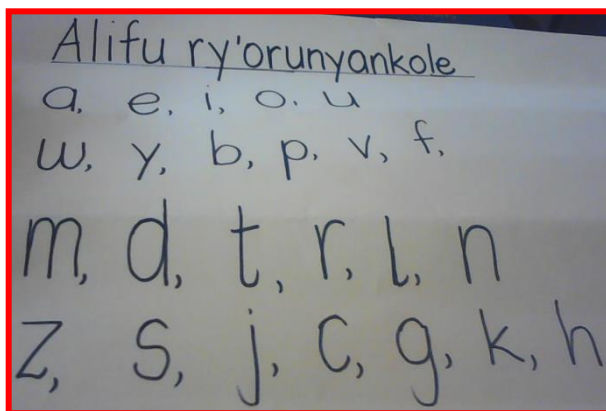 Alifu ry'orunyankole
a, e, i, o. u
w, y, b, p. v, f,
m, d, t, r, l, n
z, s, j, c, g, k, h